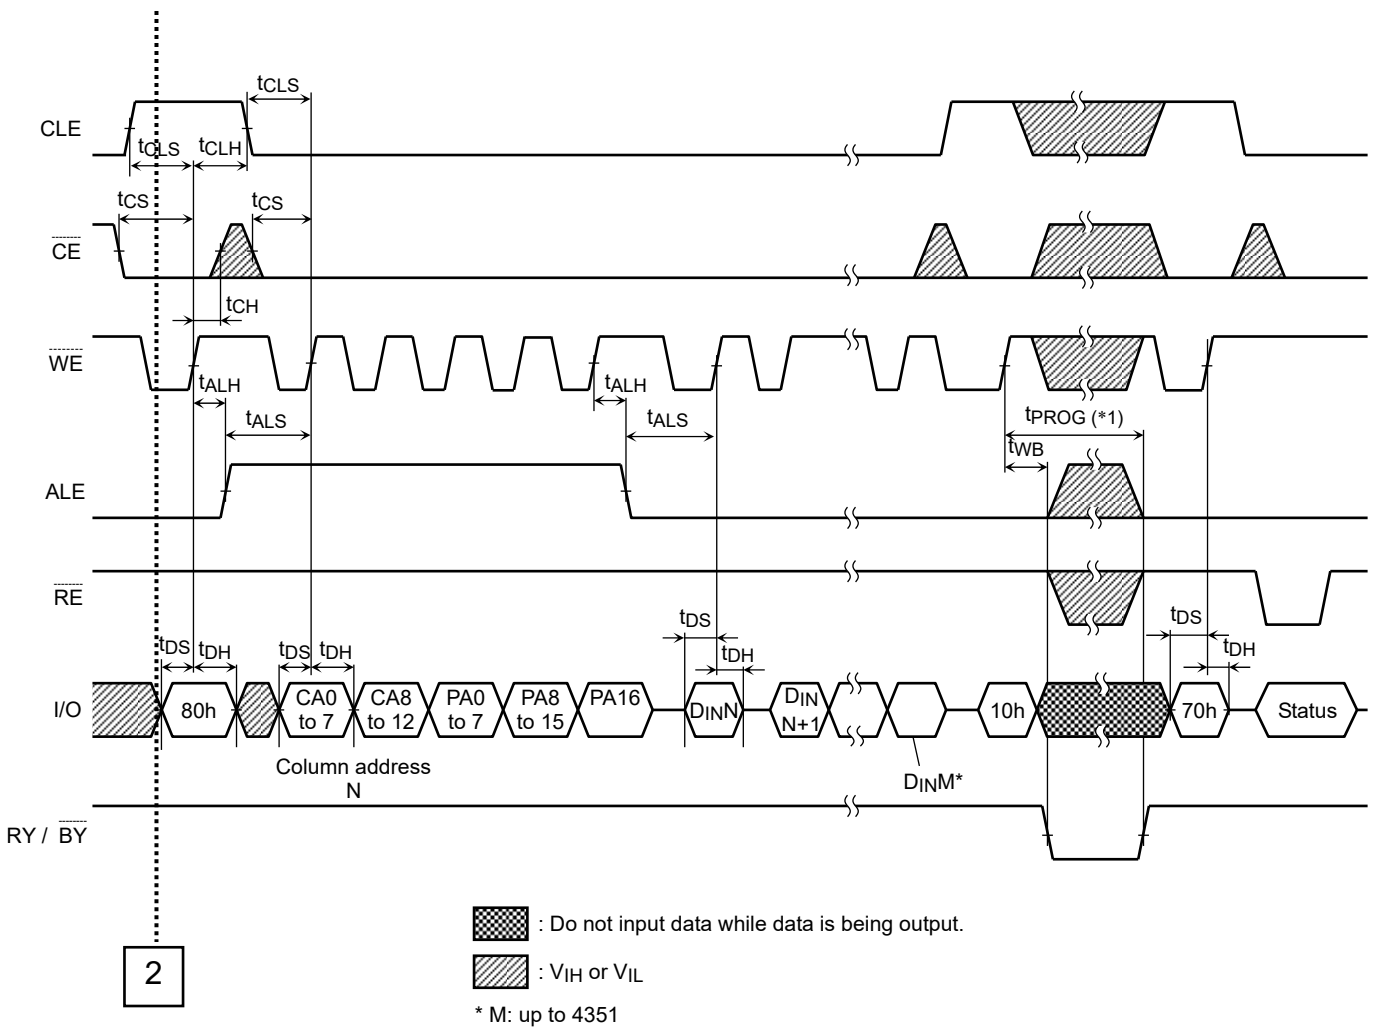 tCLS
CLE
tCLS tCLH
tCS tCS
CE
tCH
WE
tALH tALH
tALS tALS tPROG (*1)
tWB
ALE
RE
tDS tDS
tDS tDH tDS tDH tDH tDH
I/O 80h CA0 to 7 CA8 to 12 PA0 to 7 PA8 to 15 PA16 DINN DIN N+1 10h 70h Status
Column address
N
DINM*
RY / BY
: Do not input data while data is being output.
2
: VIH or VIL
* M: up to 4351